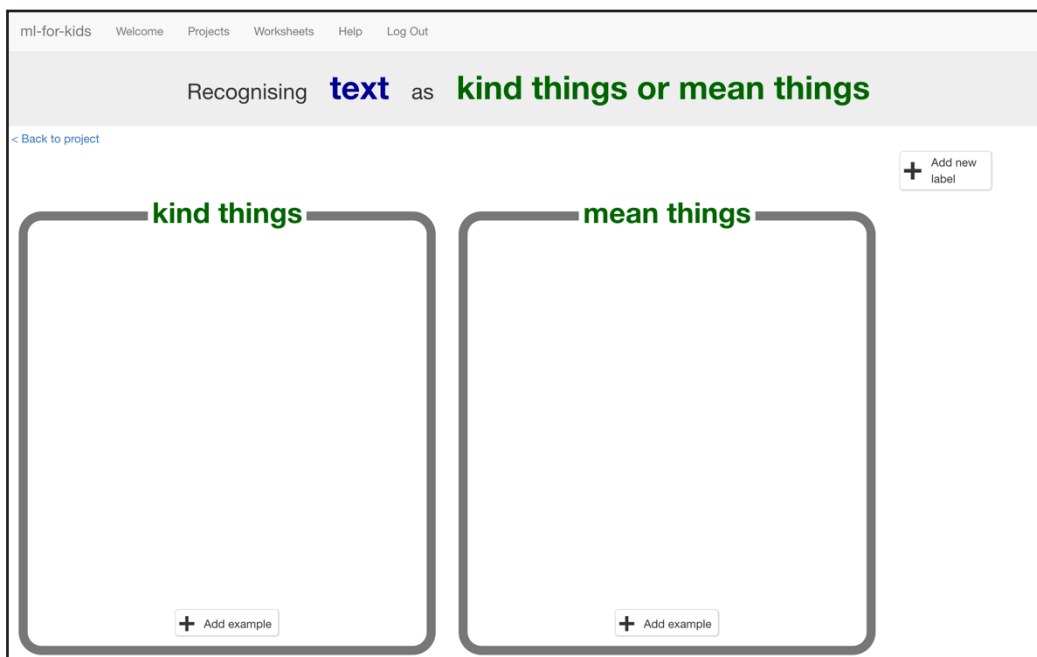 ml-for-kids Welcome Projects Worksheets Help Log Out
Recognising text as kind things or mean things
< Back to project
Add new
label
kind things mean things
Add example Add example